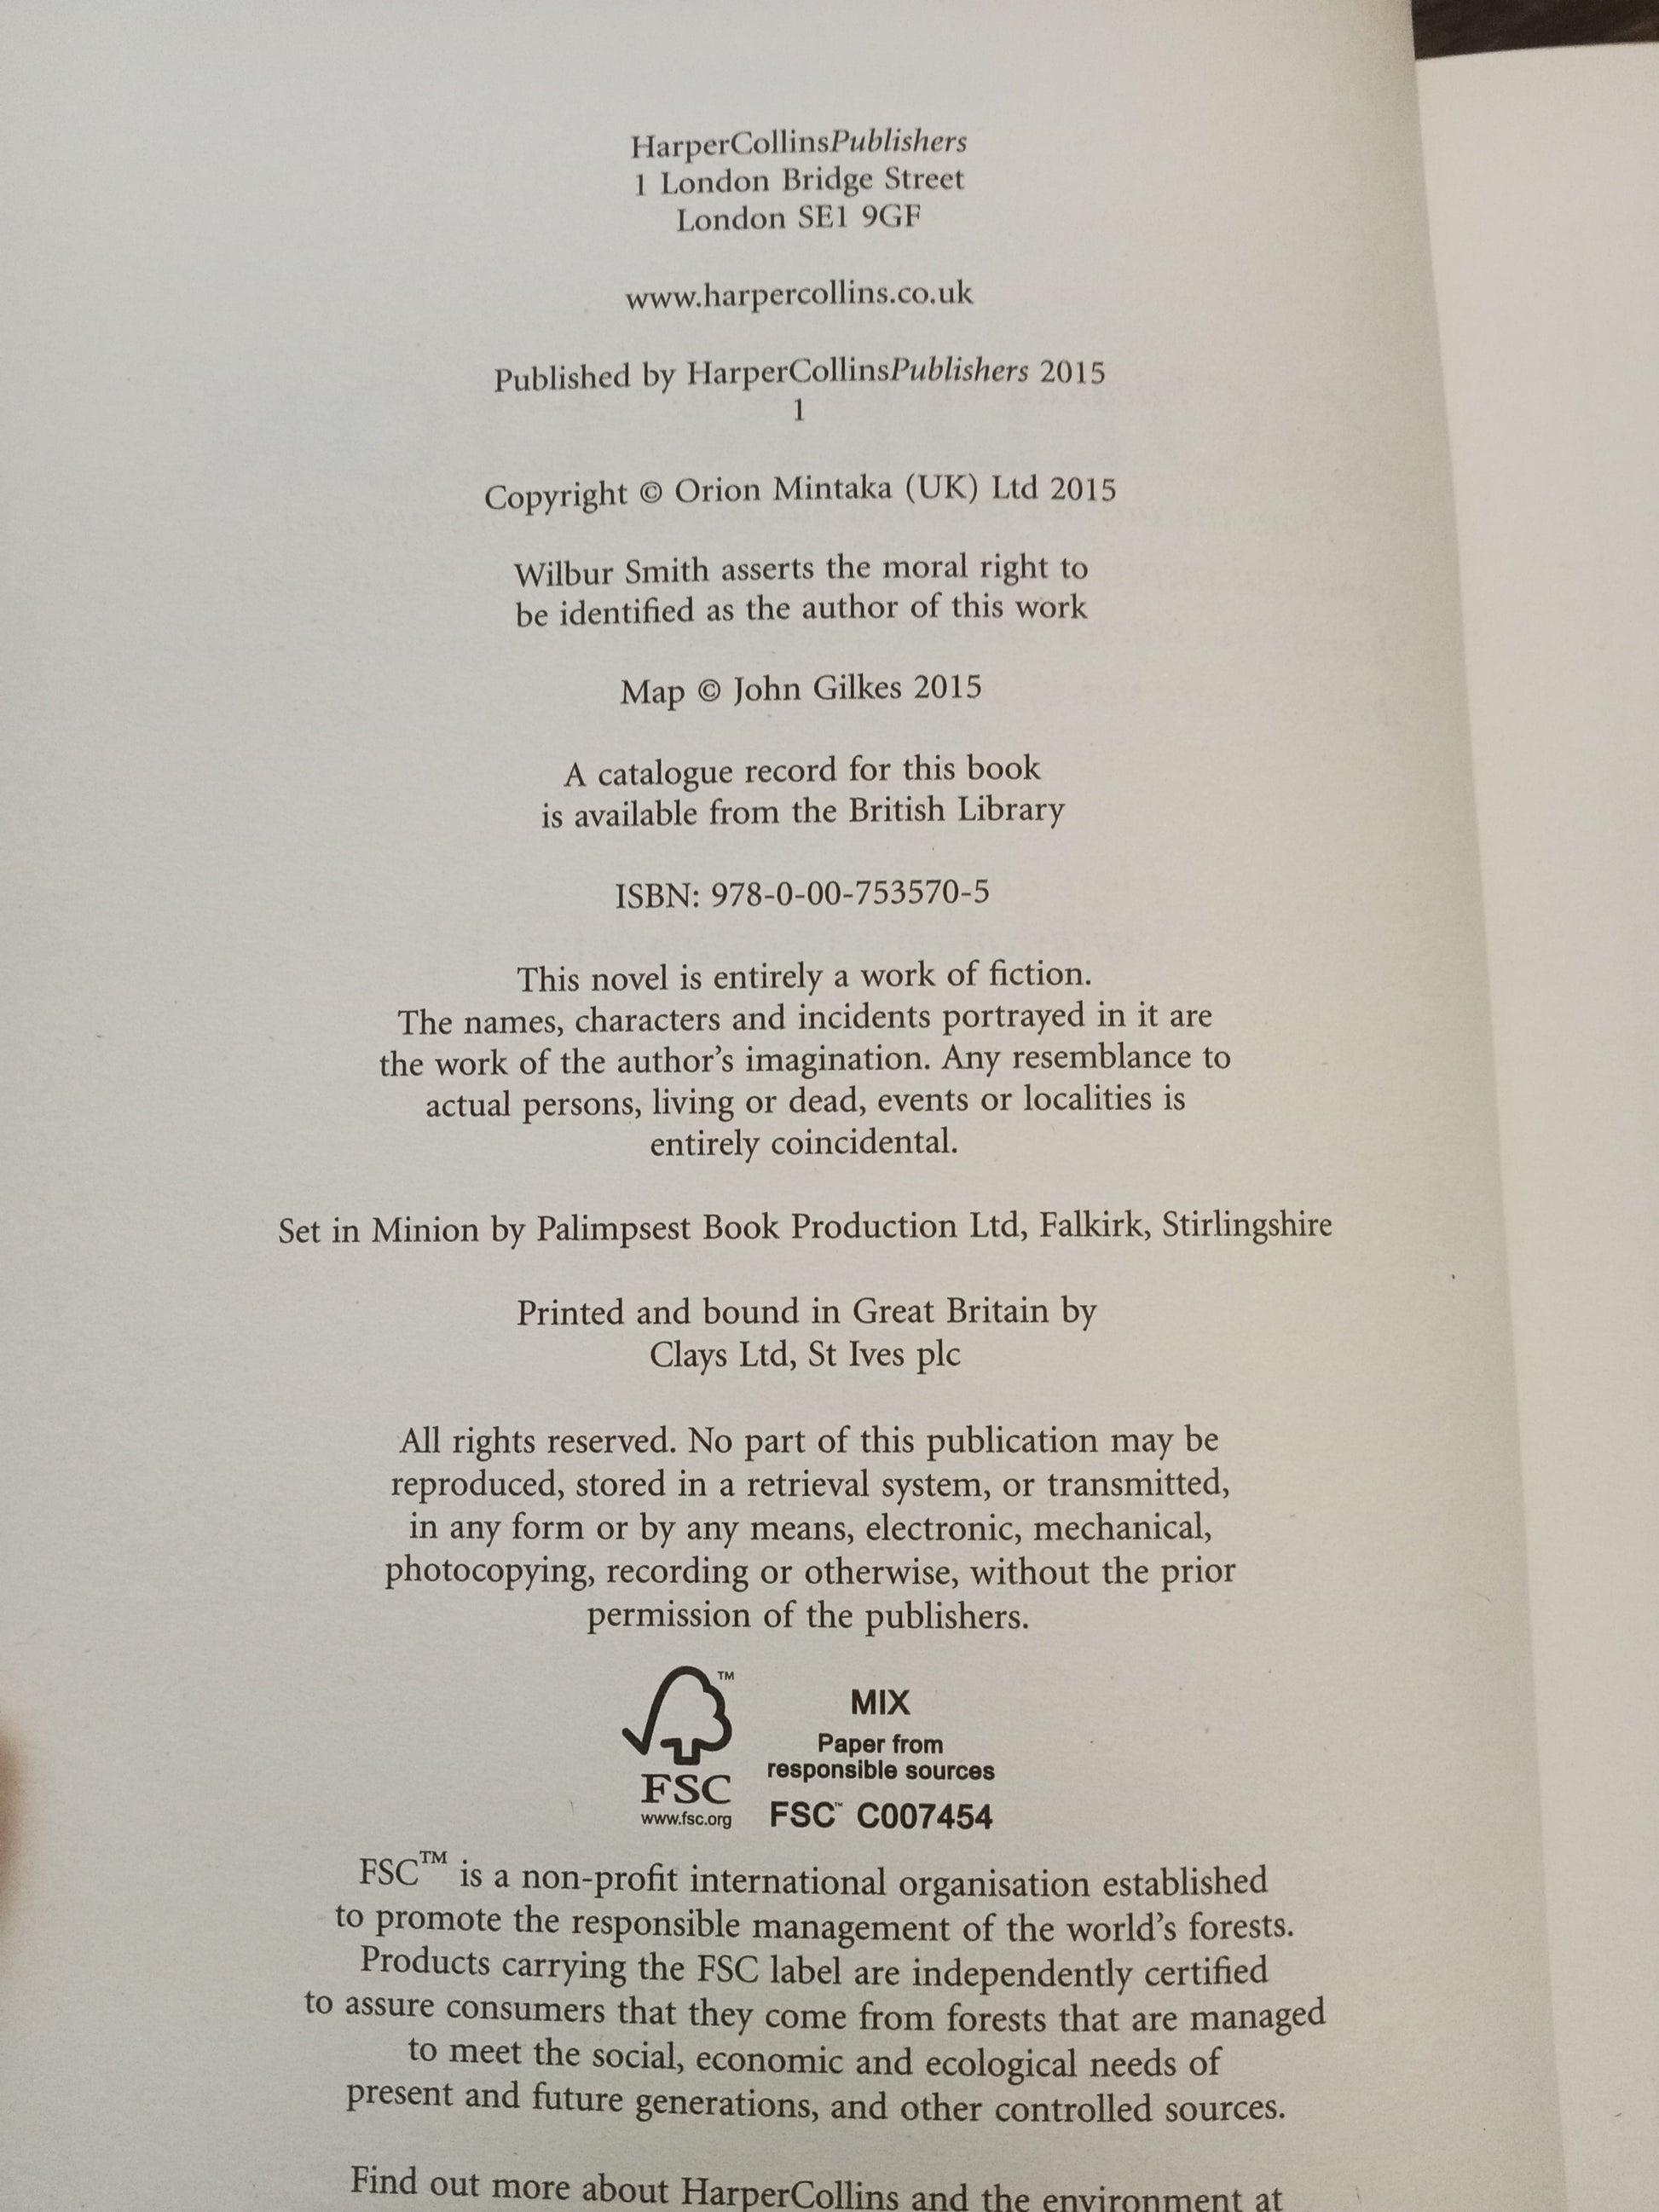 HarperCollinsPublishers
1 London Bridge Street
London SE1 9GF
www.harpercollins.co.uk
Published by HarperCollinsPublishers 2015
1
Copyright © Orion Mintaka (UK) Ltd 2015
Wilbur Smith asserts the moral right to
be identified as the author of this work
Map © John Gilkes 2015
A catalogue record for this book
is available from the British Library
ISBN: 978-0-00-753570-5
This novel is entirely a work of fiction.
The names, characters and incidents portrayed in it are
the work of the author’s imagination. Any resemblance to
actual persons, living or dead, events or localities is
entirely coincidental.
Set in Minion by Palimpsest Book Production Ltd, Falkirk, Stirlingshire
Printed and bound in Great Britain by
Clays Ltd, St Ives plc
All rights reserved. No part of this publication may be
reproduced, stored in a retrieval system, or transmitted,
in any form or by any means, electronic, mechanical,
photocopying, recording or otherwise, without the prior
permission of the publishers.
TM
FSC
www.fsc.org
MIX
Paper from
responsible sources
FSC™ C007454
FSC™ is a non-profit international organisation established
to promote the responsible management of the world’s forests.
Products carrying the FSC label are independently certified
to assure consumers that they come from forests that are managed
to meet the social, economic and ecological needs of
present and future generations, and other controlled sources.
Find out more about HarperCollins and the environment at